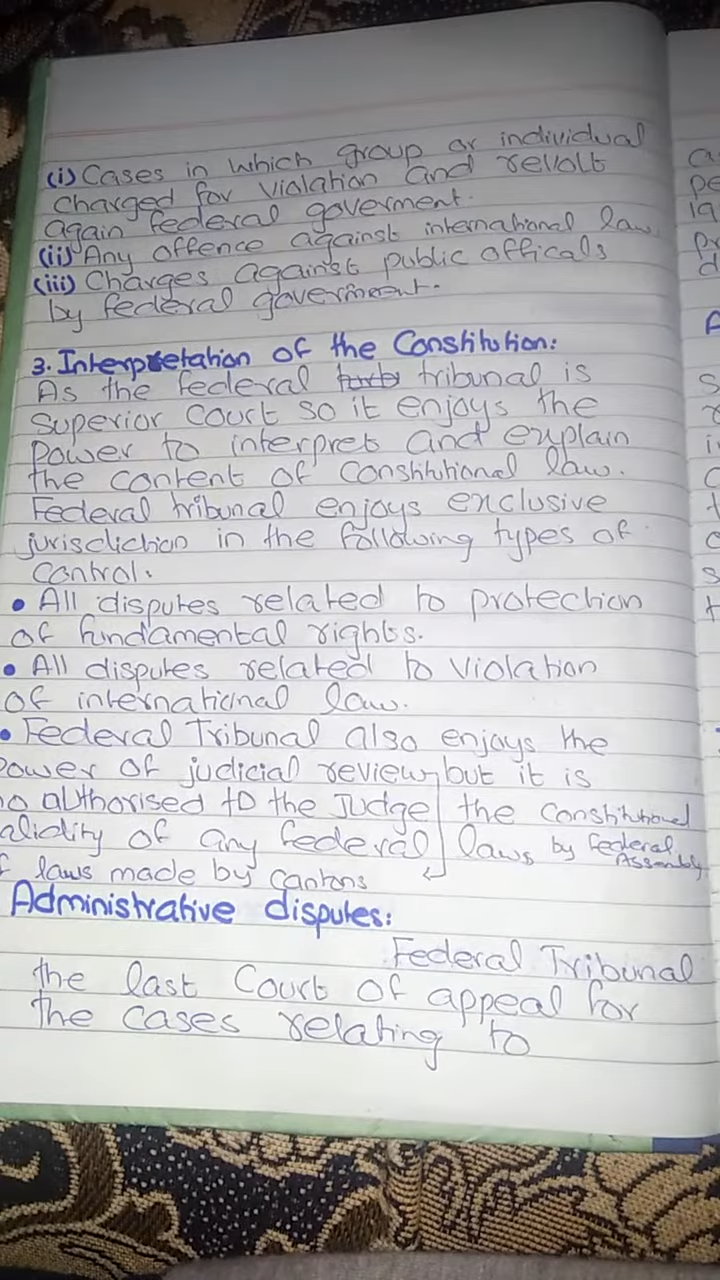 (i) Cases in which group or individual
charged for violation and revolt
again federal goverment.
(ii) Any offence against international law.
(iii) Charges against public officals
by federal goverment.
3. Interpretation of the Constitution:
As the federal tribunal is
superior court so it enjoys the
power to interpret and explain
the content of constitutional law.
Federal tribunal enjoys exclusive
jurisdiction in the following types of
control.
• All disputes related to protection
of fundamental rights.
• All disputes related to violation
of international law.
• Federal Tribunal also enjoys the
power of judicial review, but it is
no authorised to the Judge the constitutional
alidity of any federal laws by federal Assembly
f laws made by cantons
Administrative disputes:
Federal Tribunal
the last court of appeal for
the cases relating to